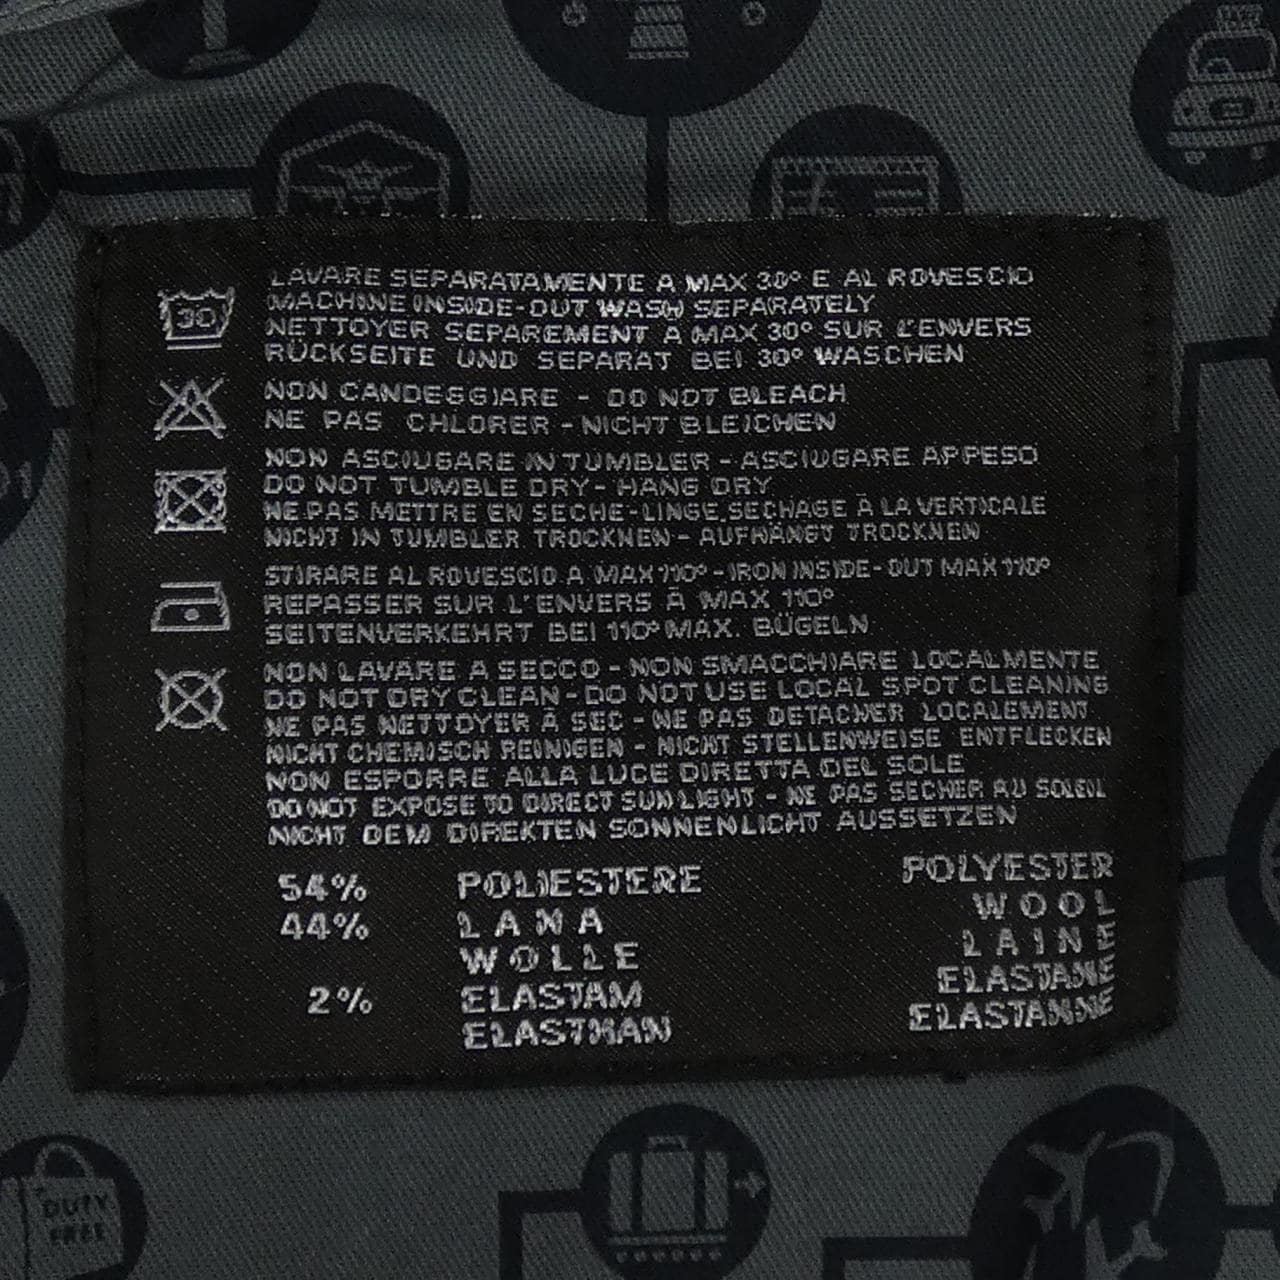 30
LAVARE SEPARATAMENTE A MAX 30° E AL ROVESCIO
MACHINE INSIDE-OUT WASH SEPARATELY
NETTOYER SEPAREMENT À MAX 30° SUR L'ENVERS
RÜCKSEITE UND SEPARAT BEI 30° WASCHEN
NON CANDEGGIARE - DO NOT BLEACH
NE PAS CHLORER - NICHT BLEICHEN
NON ASCIUGARE IN TUMBLER - ASCIUGARE APPESO
DO NOT TUMBLE DRY - HANG DRY
NE PAS METTRE EN SECHE-LINGE, SECHAGE À LA VERTICALE
NICHT IN TUMBLER TROCKNEN - AUFHÄNGT TROCKNEN
STIRARE AL ROVESCIO A MAX 110° - IRON INSIDE-OUT MAX 110°
REPASSER SUR L'ENVERS À MAX 110°
SEITENVERKEHRT BEI 110° MAX. BÜGELN
NON LAVARE A SECCO - NON SMACCHIARE LOCALMENTE
DO NOT DRY CLEAN - DO NOT USE LOCAL SPOT CLEANING
NE PAS NETTOYER À SEC - NE PAS DETACHER LOCALEMENT
NICHT CHEMISCH REINIGEN - NICHT STELLENWEISE ENTFLECKEN
NON ESPORRE ALLA LUCE DIRETTA DEL SOLE
DO NOT EXPOSE TO DIRECT SUN LIGHT - NE PAS SECHER AU SOLEIL
NICHT DEM DIREKTEN SONNENLICHT AUSSETZEN
54% POLIESTERE POLYESTER
44% LANA WOOL
WOLLE LAINE
2% ELASTAM ELASTANE
ELASTHAN ELASTANNE
DUTY
FREE